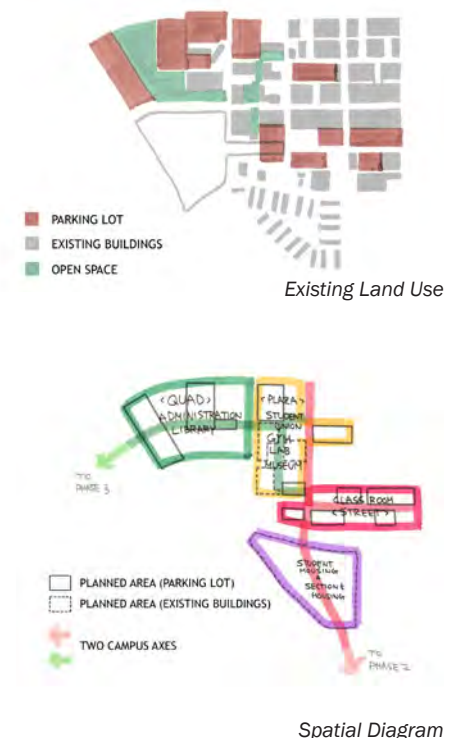 PARKING LOT
EXISTING BUILDINGS
OPEN SPACE
Existing Land Use
<QUAD>
ADMINISTRATION
LIBRARY
<PLAZA>
STUDENT
UNION
GYM
LAB
MUSEUM
CLASS ROOM
<STREET>
STUDENT
HOUSING
&
SECTION 8
HOUSING
TO
PHASE 3
TO
PHASE 2
PLANNED AREA (PARKING LOT)
PLANNED AREA (EXISTING BUILDINGS)
TWO CAMPUS AXES
Spatial Diagram